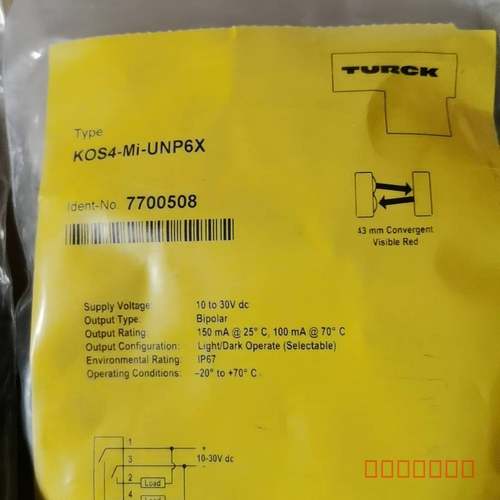 TURCK
Type
KOS4-Mi-UNP6X
Ident-No. 7700508
43 mm Convergent
Visible Red
Supply Voltage: 10 to 30V dc
Output Type: Bipolar
Output Rating: 150 mA @ 25° C, 100 mA @ 70° C
Output Configuration: Light/Dark Operate (Selectable)
Environmental Rating: IP67
Operating Conditions: –20° to +70° C
1
+
3
10-30V dc
2
Load
–
4
Load